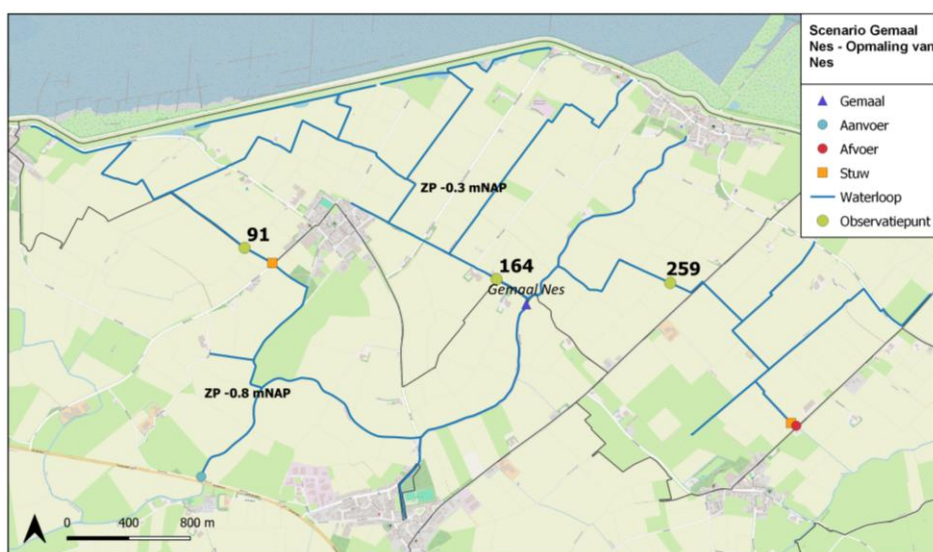 Scenario Gemaal
Nes - Opmaling van
Nes
Gemaal
Aanvoer
Afvoer
Stuw
Waterloop
Observatiepunt
ZP -0.3 mNAP
91
164
Gemaal Nes
259
ZP -0.8 mNAP
0 400 800 m